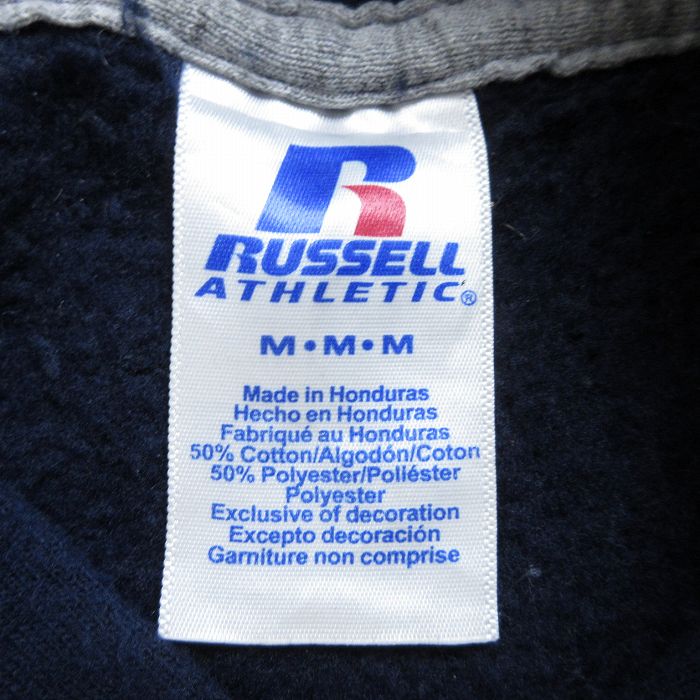 R
RUSSELL
ATHLETIC®
M•M•M
Made in Honduras
Hecho en Honduras
Fabriqué au Honduras
50% Cotton/Algodón/Coton
50% Polyester/Poliéster
Polyester
Exclusive of decoration
Excepto decoración
Garniture non comprise